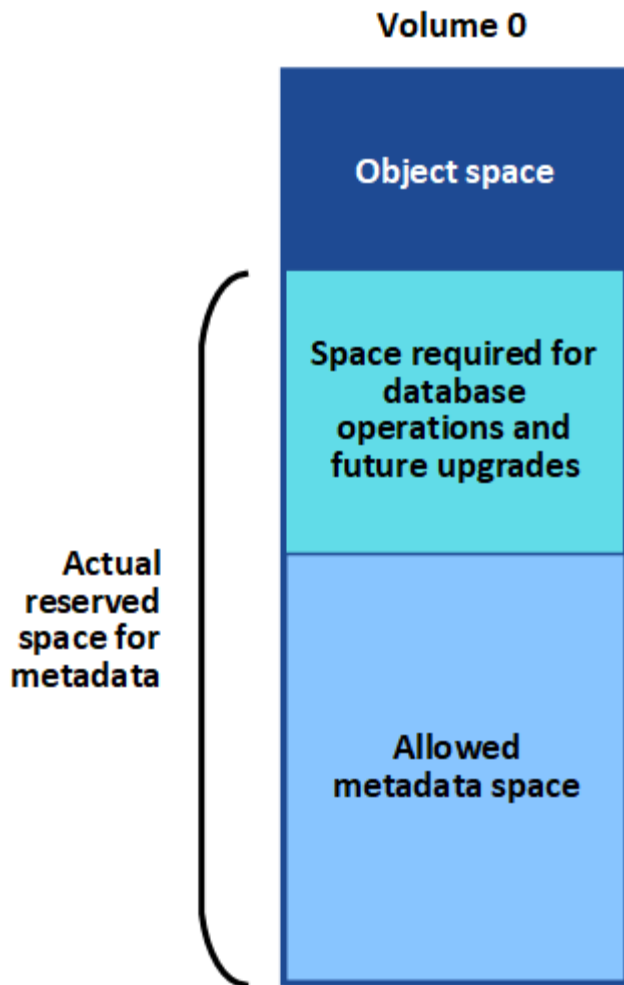 Volume 0
Object space
Space required for
database
operations and
future upgrades
Actual
reserved
space for
metadata
Allowed
metadata space